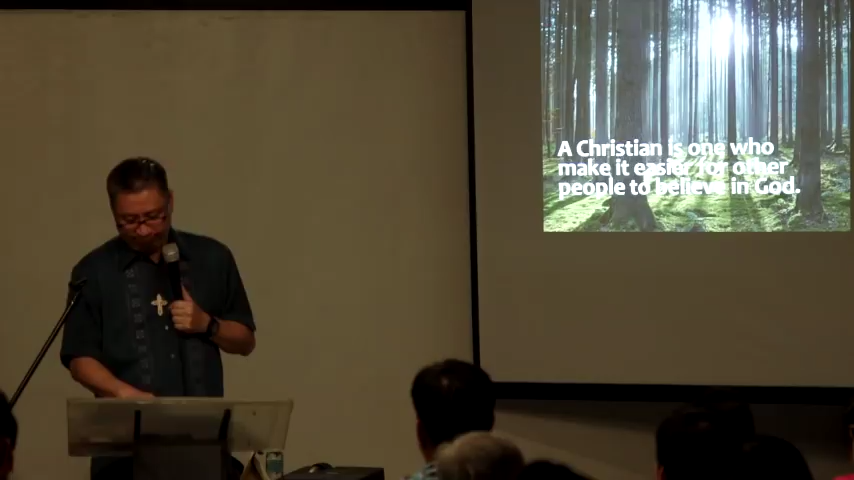 A Christian is one who
make it easier for other
people to believe in God.